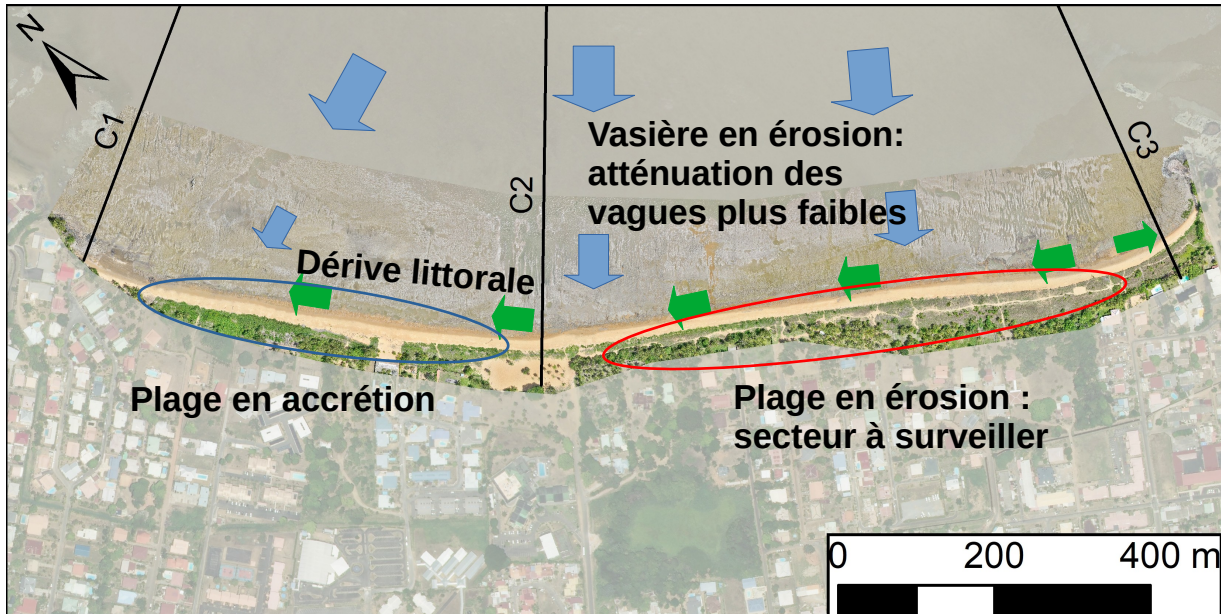 N
C1
C2
C3
Vasière en érosion:
atténuation des
vagues plus faibles
Dérive littorale
Plage en accrétion
Plage en érosion :
secteur à surveiller
0 200 400 m